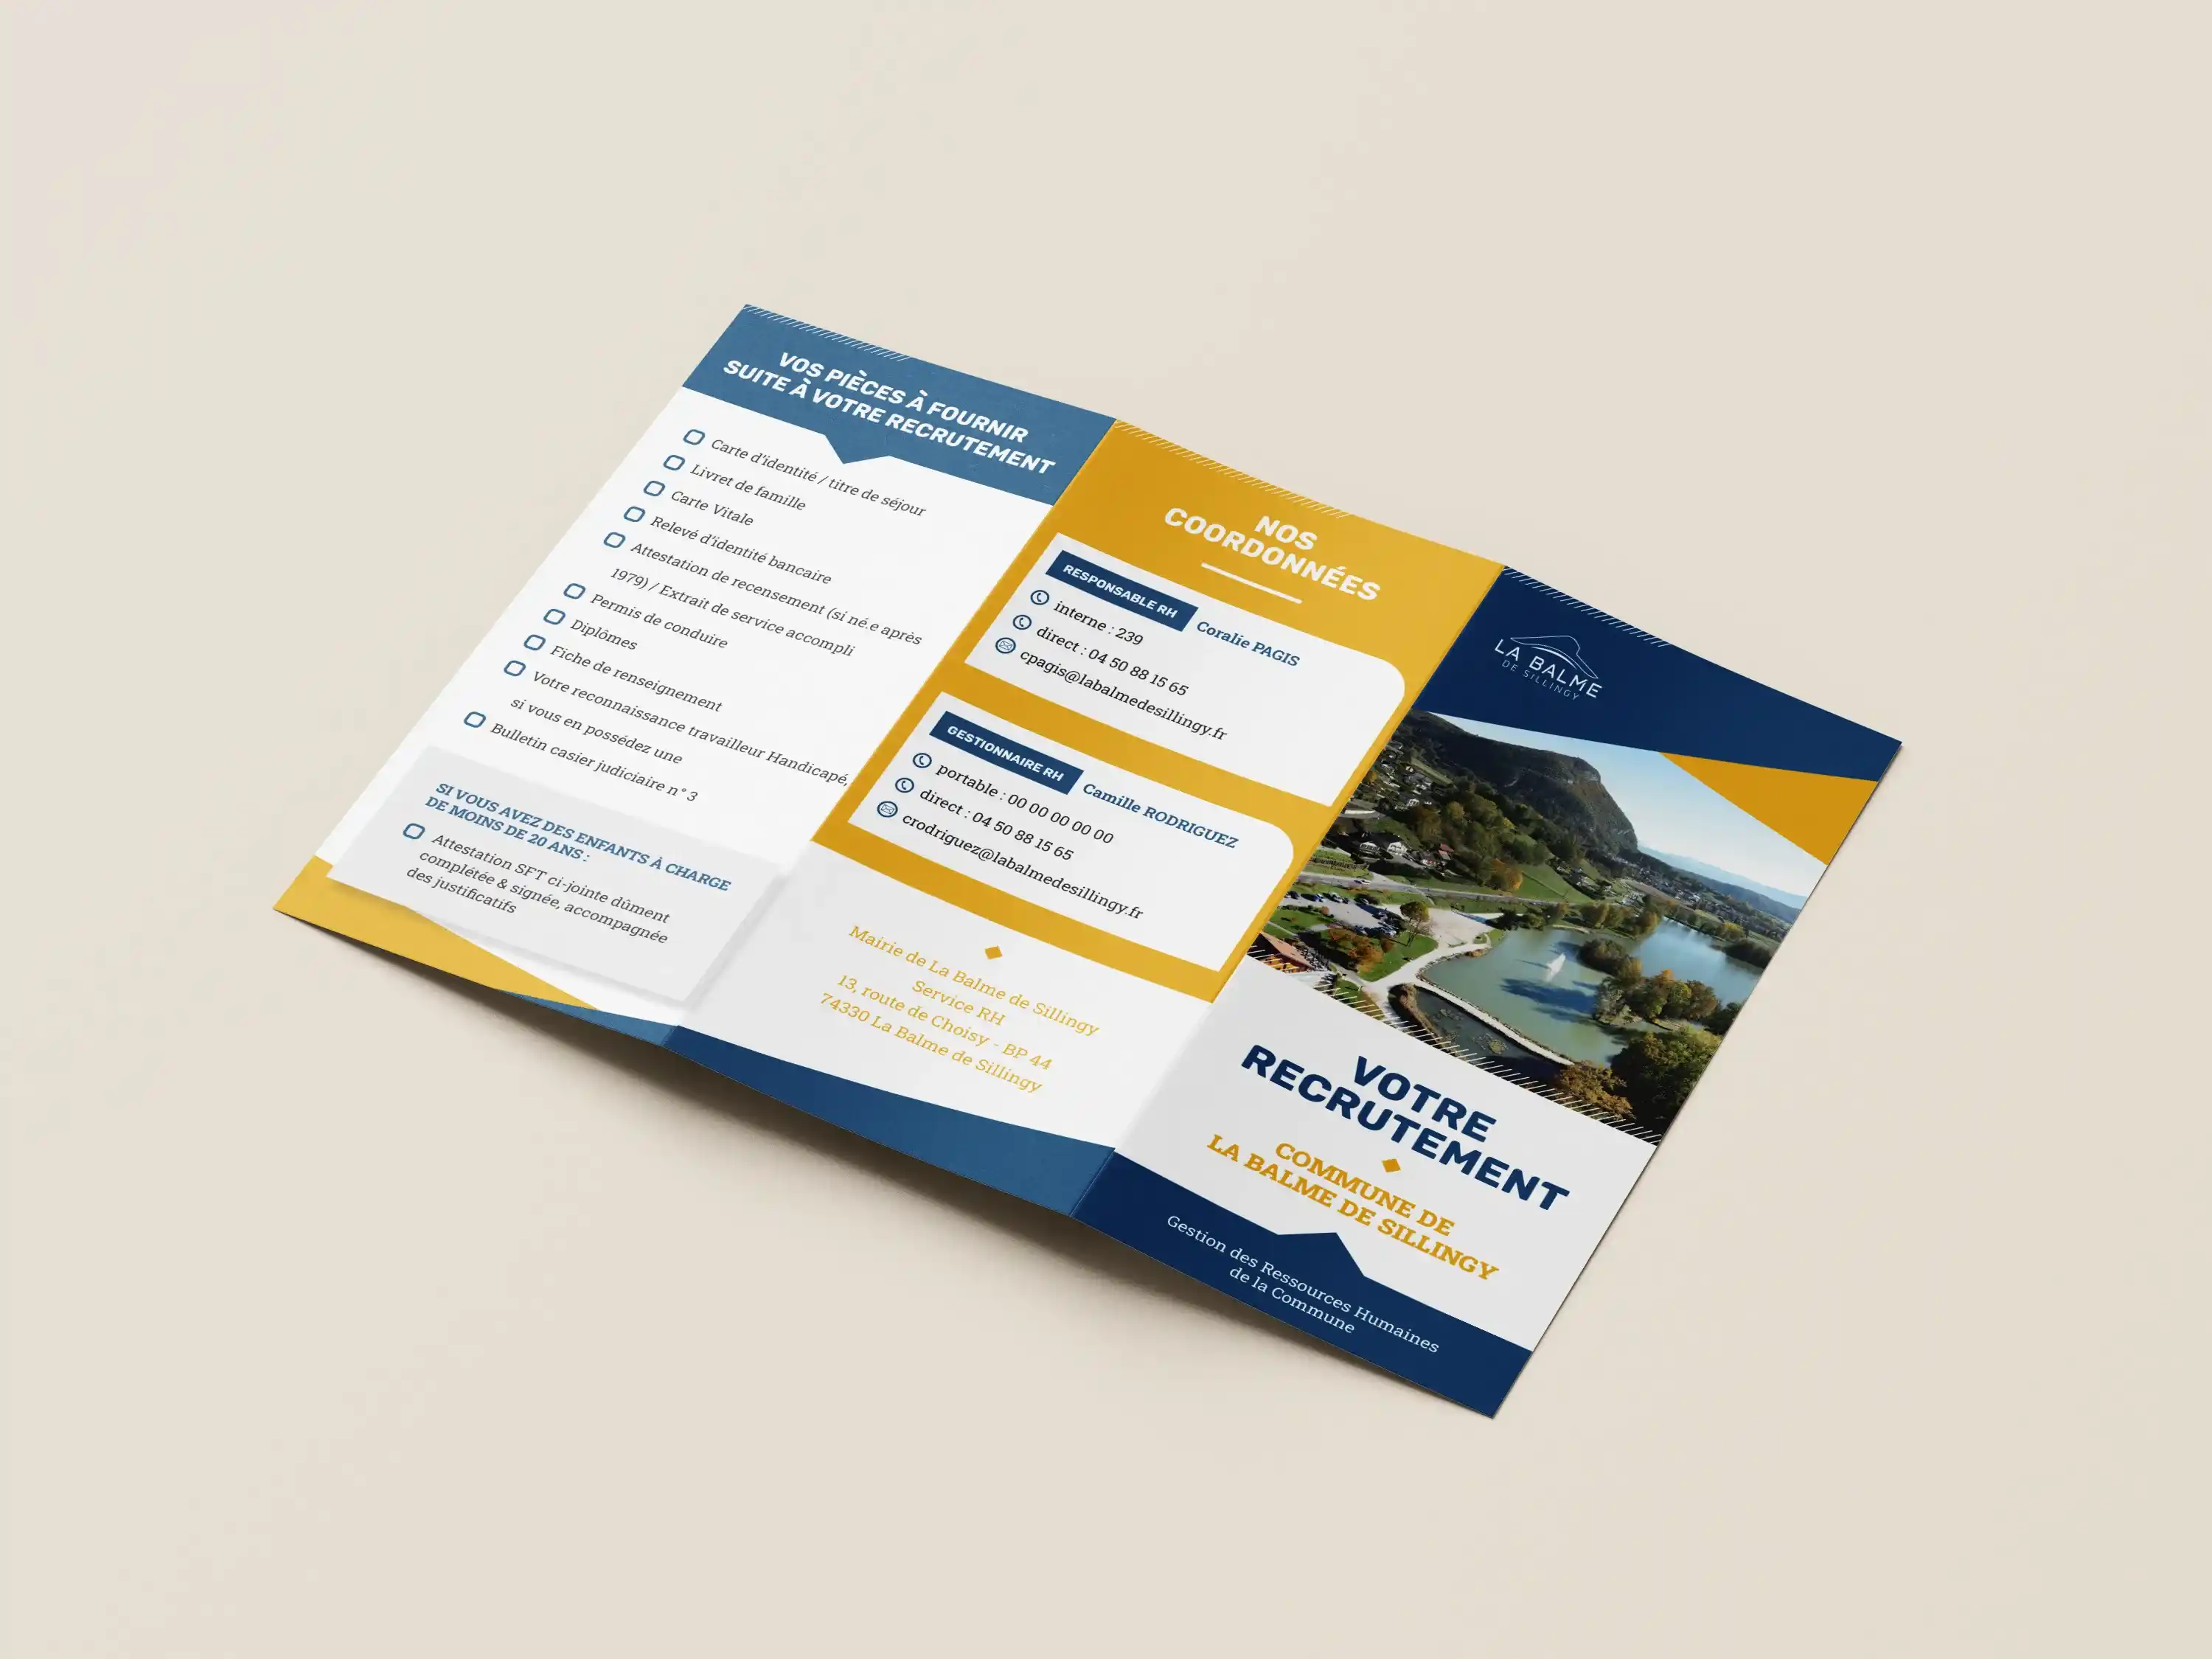 VOS PIÈCES À FOURNIR
SUITE À VOTRE RECRUTEMENT
Carte d'identité / titre de séjour
Livret de famille
Carte Vitale
Relevé d'identité bancaire
Attestation de recensement (si né.e après
1979) / Extrait de service accompli
Permis de conduire
Diplômes
Fiche de renseignement
Votre reconnaissance travailleur Handicapé,
si vous en possédez une
Bulletin casier judiciaire n°3
SI VOUS AVEZ DES ENFANTS À CHARGE
DE MOINS DE 20 ANS :
Attestation SFT ci-jointe dûment
complétée & signée, accompagnée
des justificatifs
NOS
COORDONNÉES
RESPONSABLE RH Coralie PAGIS
interne : 239
direct : 04 50 88 15 65
cpagis@labalmedesillingy.fr
GESTIONNAIRE RH Camille RODRIGUEZ
portable : 00 00 00 00 00
direct : 04 50 88 15 65
crodriguez@labalmedesillingy.fr
Mairie de La Balme de Sillingy
Service RH
13, route de Choisy - BP 44
74330 La Balme de Sillingy
LA BALME
DE SILLINGY
VOTRE
RECRUTEMENT
COMMUNE DE
LA BALME DE SILLINGY
Gestion des Ressources Humaines
de la Commune